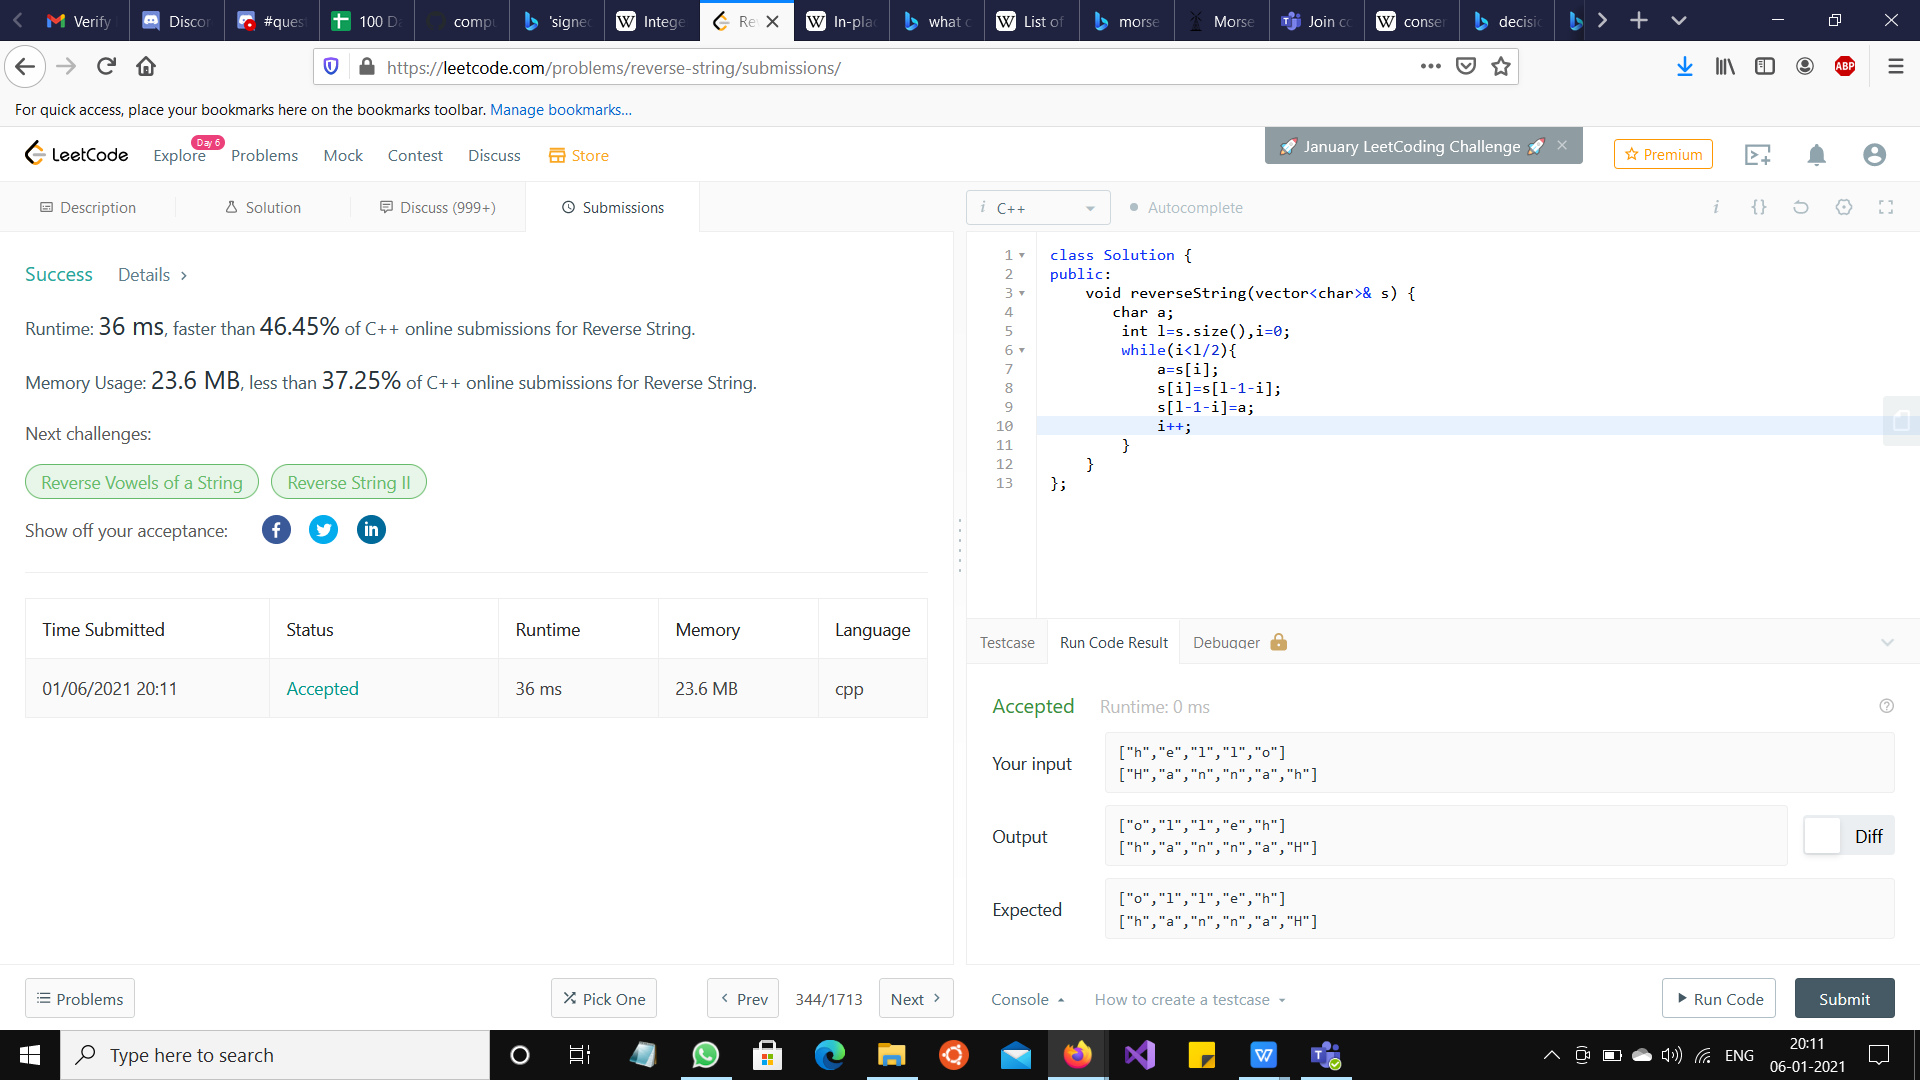 Verify
Discor
#quest
100 Da
compu
'signed
Intege
Rev
In-plac
what c
List of
morse
Morse
Join co
conser
decisio
https://leetcode.com/problems/reverse-string/submissions/
ABP
For quick access, place your bookmarks here on the bookmarks toolbar. Manage bookmarks...
LeetCode
Explore
Day 6
Problems
Mock
Contest
Discuss
Store
🚀 January LeetCoding Challenge 🚀 ×
Premium
Description
Solution
Discuss (999+)
Submissions
i C++
Autocomplete
i
{}
Success Details >
Runtime: 36 ms, faster than 46.45% of C++ online submissions for Reverse String.
Memory Usage: 23.6 MB, less than 37.25% of C++ online submissions for Reverse String.
Next challenges:
Reverse Vowels of a String
Reverse String II
Show off your acceptance:
Time Submitted Status Runtime Memory Language
01/06/2021 20:11 Accepted 36 ms 23.6 MB cpp
1 class Solution {
2 public:
3 void reverseString(vector<char>& s) {
4 char a;
5 int l=s.size(),i=0;
6 while(i<l/2){
7 a=s[i];
8 s[i]=s[l-1-i];
9 s[l-1-i]=a;
10 i++;
11 }
12 }
13 };
Testcase
Run Code Result
Debugger
Accepted Runtime: 0 ms
Your input
["h","e","l","l","o"]
["H","a","n","n","a","h"]
Output
["o","l","l","e","h"]
["h","a","n","n","a","H"]
Diff
Expected
["o","l","l","e","h"]
["h","a","n","n","a","H"]
Problems
Pick One
< Prev
344/1713
Next >
Console
How to create a testcase
Run Code
Submit
Type here to search
ENG
20:11
06-01-2021